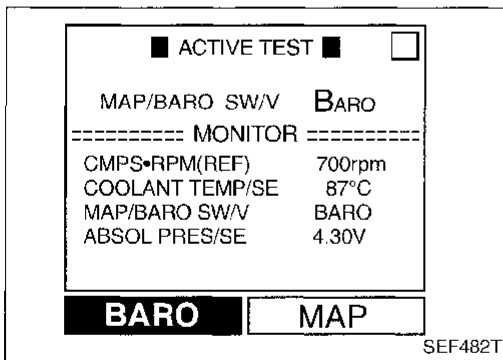 ■ ACTIVE TEST ■
MAP/BARO SW/V BARO
========= MONITOR =========
CMPS•RPM(REF) 700rpm
COOLANT TEMP/SE 87°C
MAP/BARO SW/V BARO
ABSOL PRES/SE 4.30V
BARO MAP
SEF482T